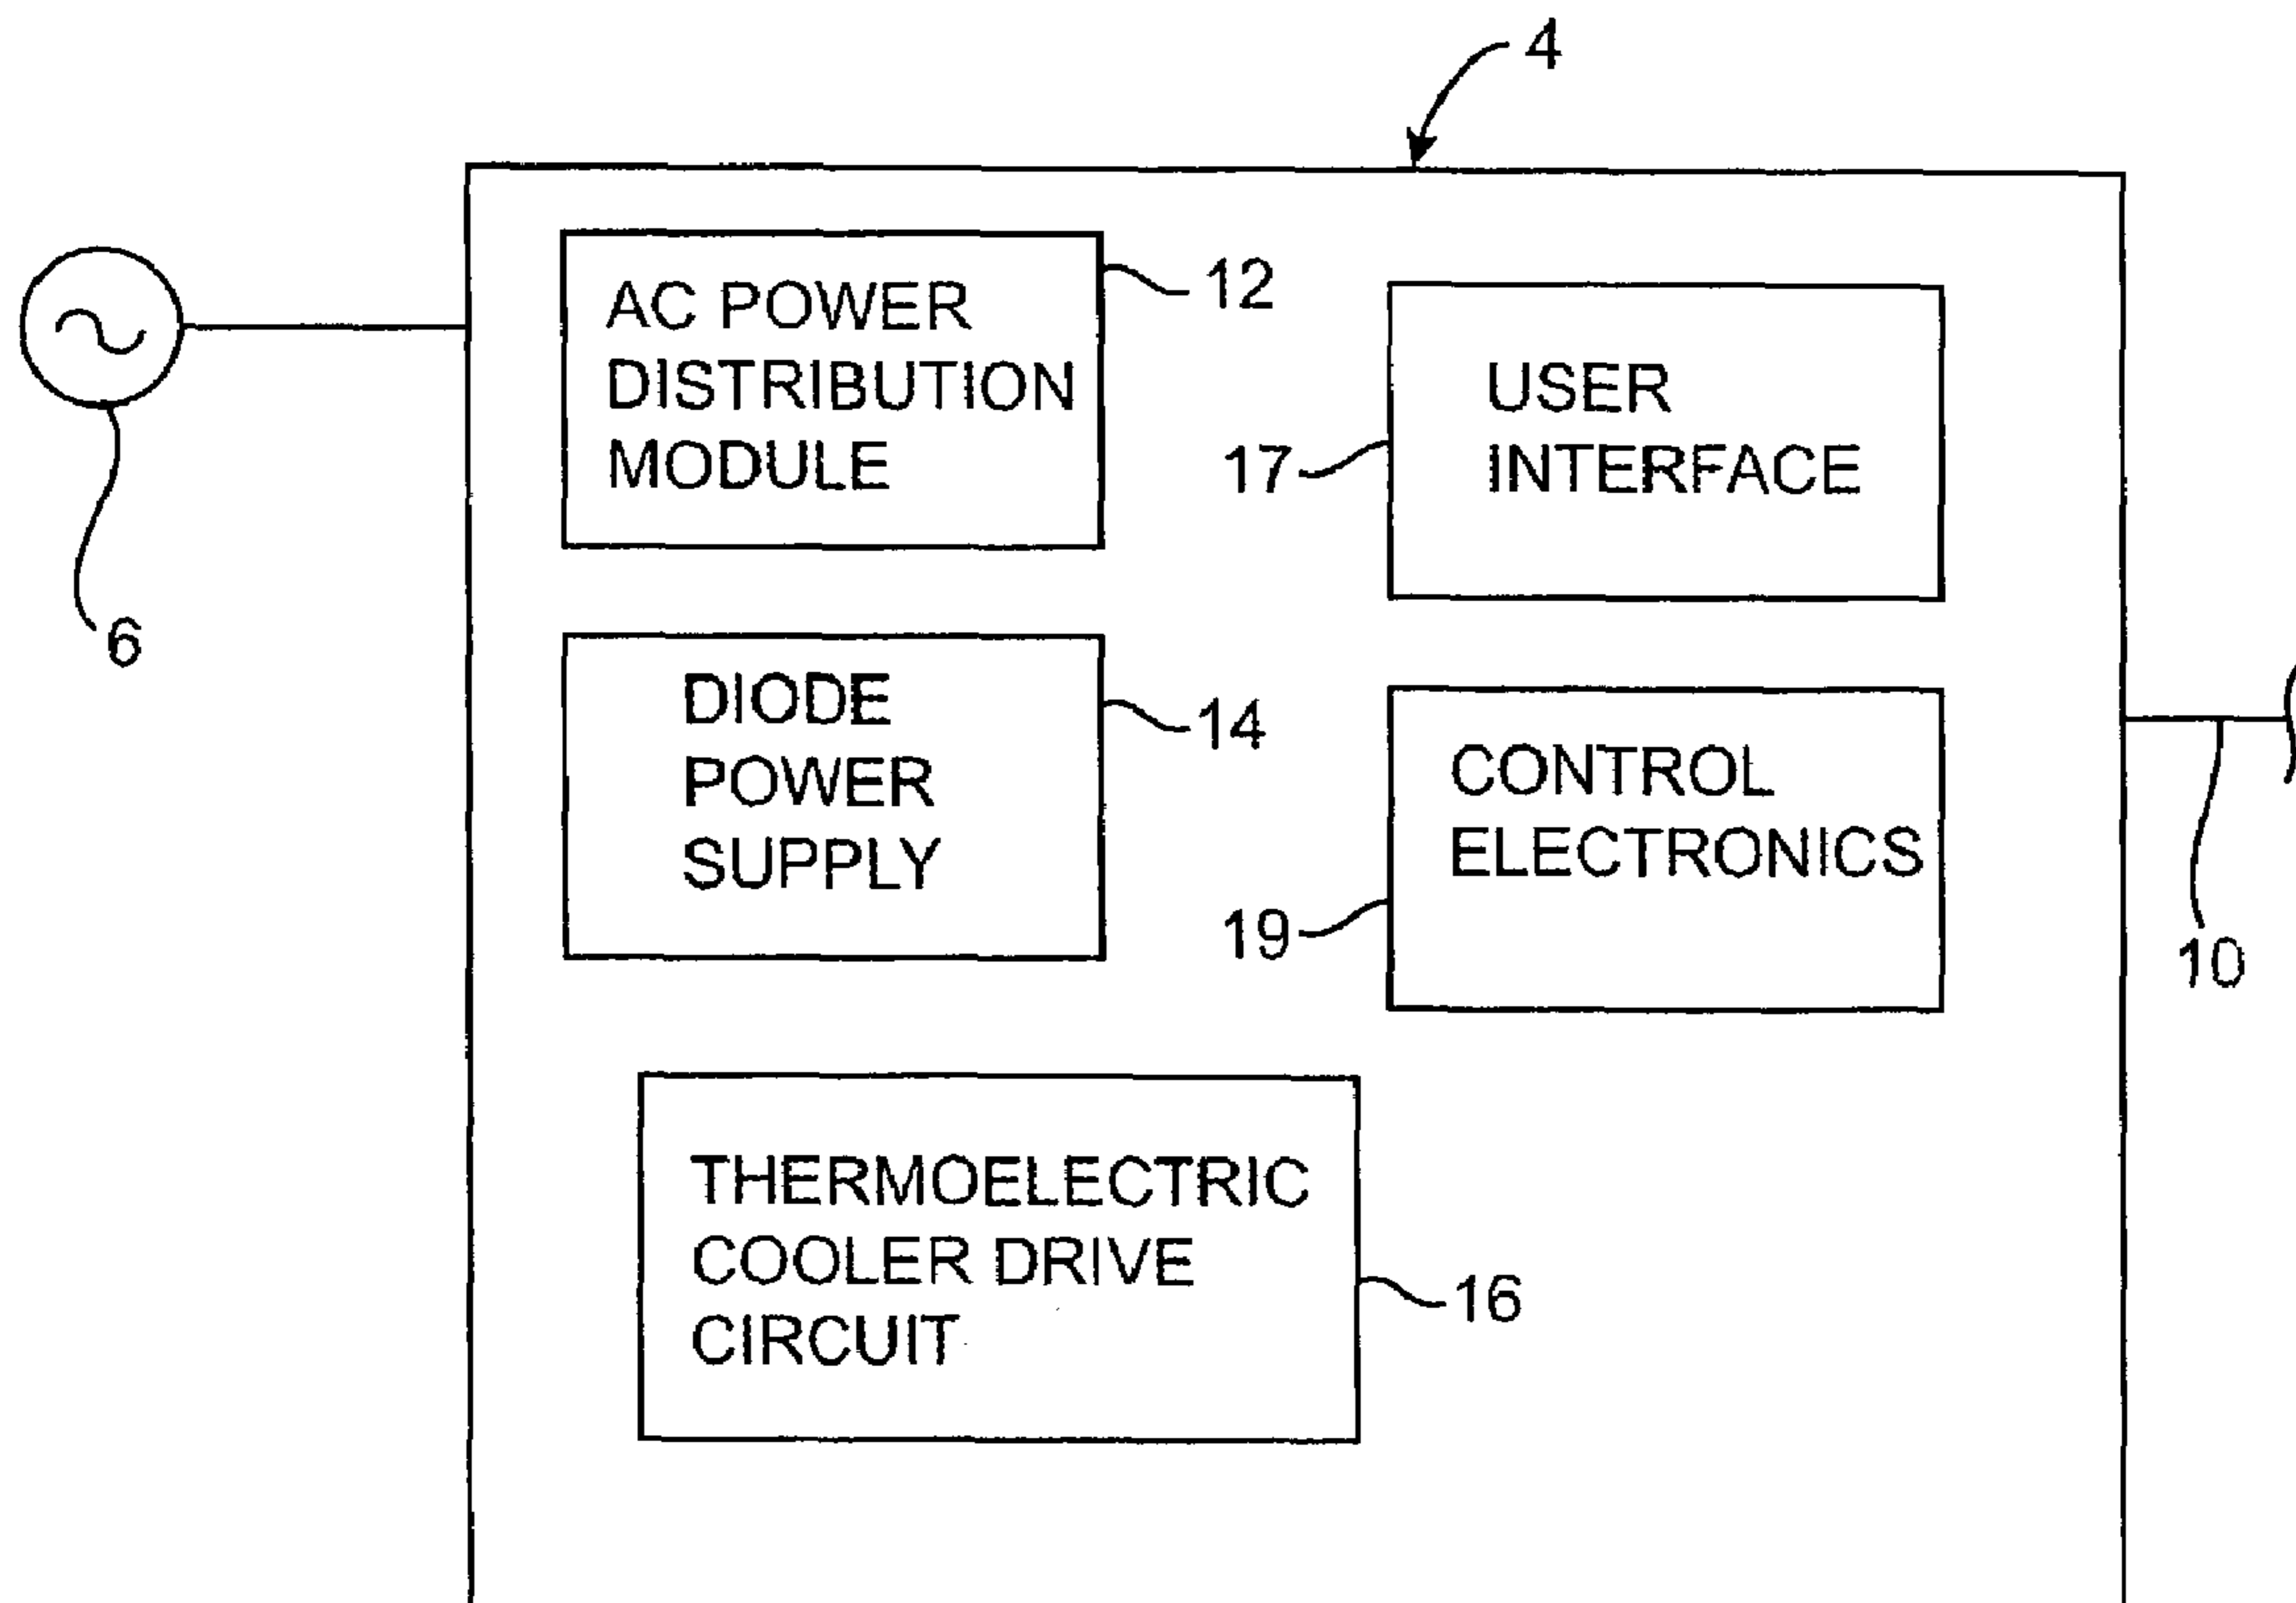 4
AC POWER
DISTRIBUTION
MODULE
12
USER
INTERFACE
17
6
DIODE
POWER
SUPPLY
14
CONTROL
ELECTRONICS
19
10
THERMOELECTRIC
COOLER DRIVE
CIRCUIT
16